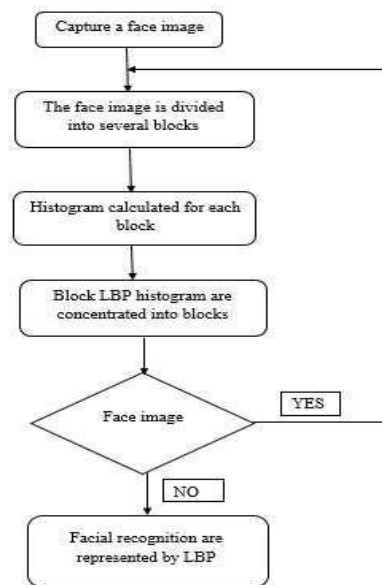 Capture a face image
The face image is divided
into several blocks
Histogram calculated for each
block
Block LBP histogram are
concentrated into blocks
Face image
YES
NO
Facial recognition are
represented by LBP